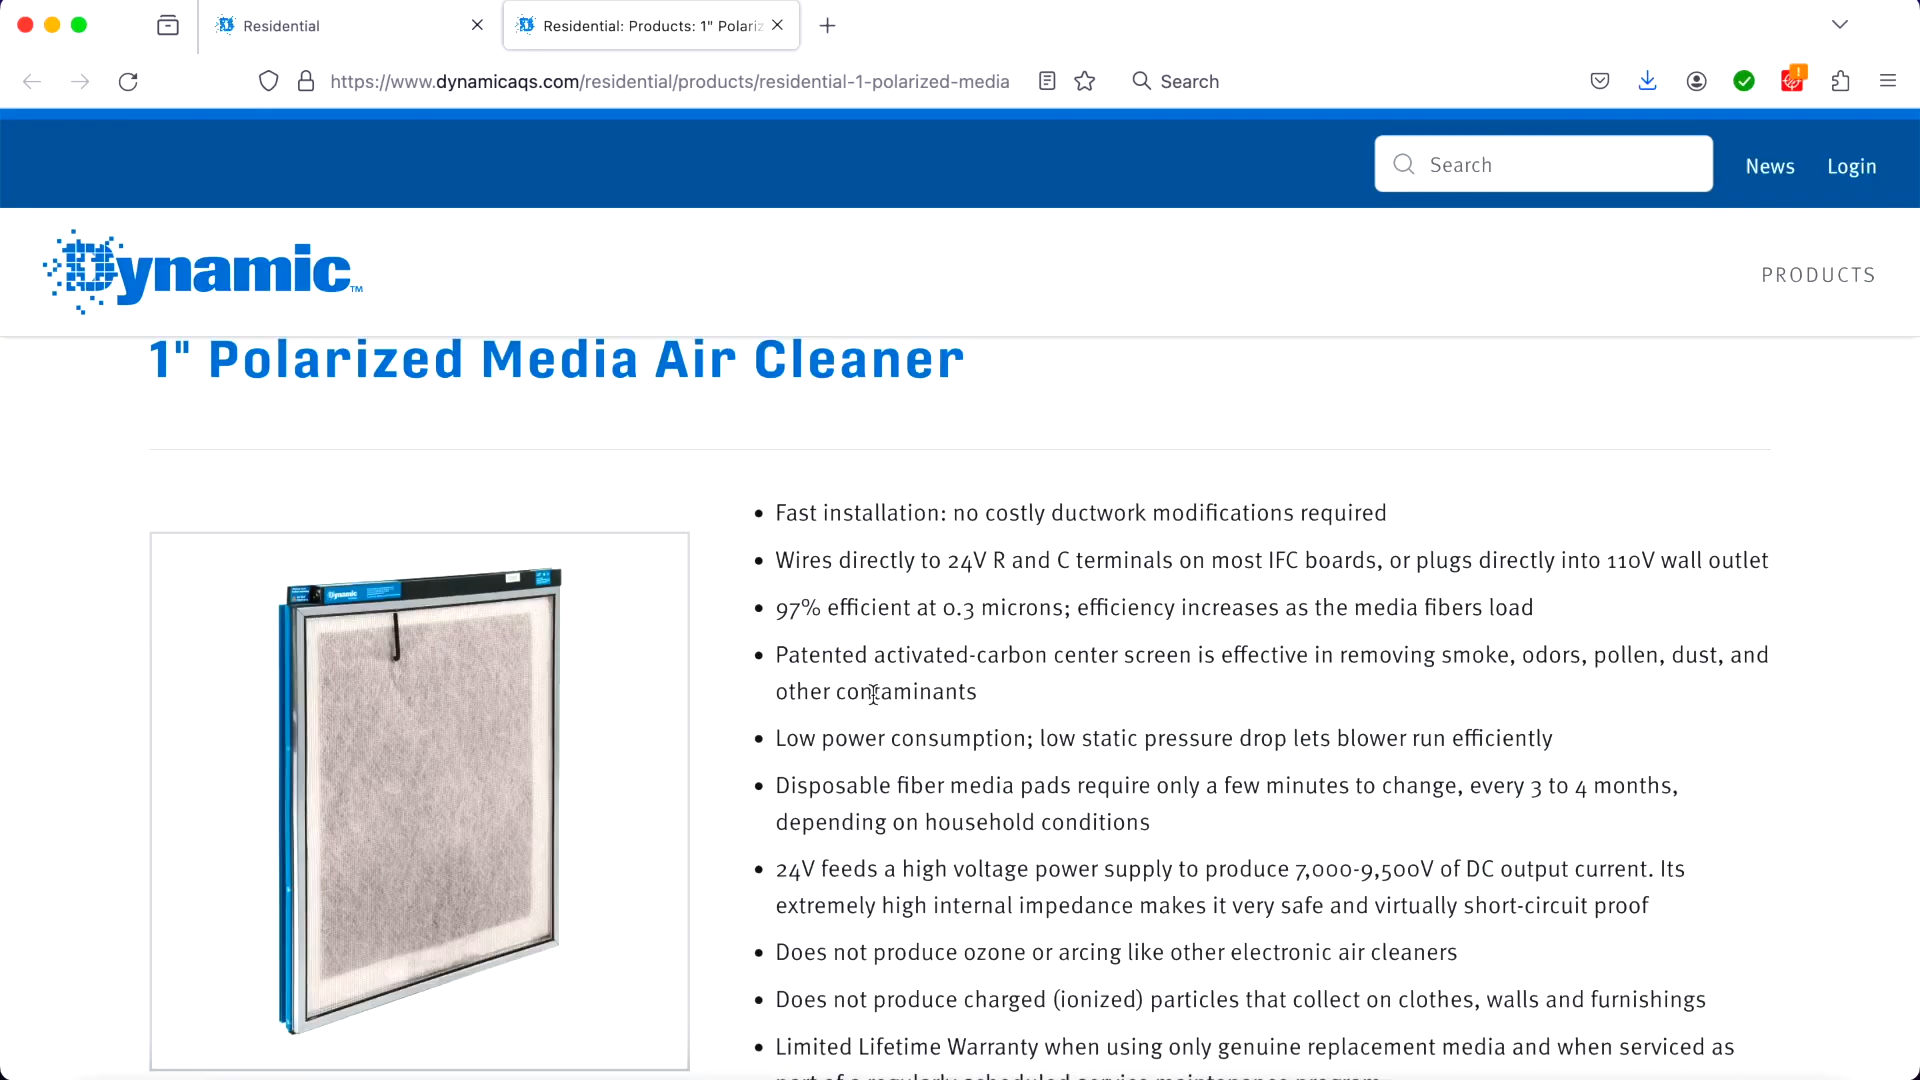 Residential
Residential: Products: 1" Polariz
https://www.dynamicaqs.com/residential/products/residential-1-polarized-media
Search
Search
News
Login
Dynamic™
PRODUCTS
1" Polarized Media Air Cleaner
Dynamic
• Fast installation: no costly ductwork modifications required
• Wires directly to 24V R and C terminals on most IFC boards, or plugs directly into 110V wall outlet
• 97% efficient at 0.3 microns; efficiency increases as the media fibers load
• Patented activated-carbon center screen is effective in removing smoke, odors, pollen, dust, and
other contaminants
• Low power consumption; low static pressure drop lets blower run efficiently
• Disposable fiber media pads require only a few minutes to change, every 3 to 4 months,
depending on household conditions
• 24V feeds a high voltage power supply to produce 7,000-9,500V of DC output current. Its
extremely high internal impedance makes it very safe and virtually short-circuit proof
• Does not produce ozone or arcing like other electronic air cleaners
• Does not produce charged (ionized) particles that collect on clothes, walls and furnishings
• Limited Lifetime Warranty when using only genuine replacement media and when serviced as
part of a regularly scheduled service maintenance program